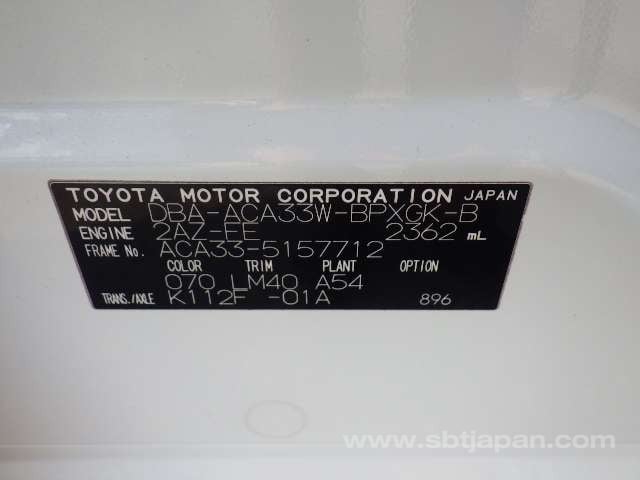 TOYOTA MOTOR CORPORATION JAPAN
MODEL DBA-ACA33W-BPXGK-B
ENGINE 2AZ-FE 2362 mL
FRAME No. ACA33-5157712
COLOR TRIM PLANT OPTION
070 LM40 A54
TRANS./AXLE K112F -01A 896
www.sbtjapan.com